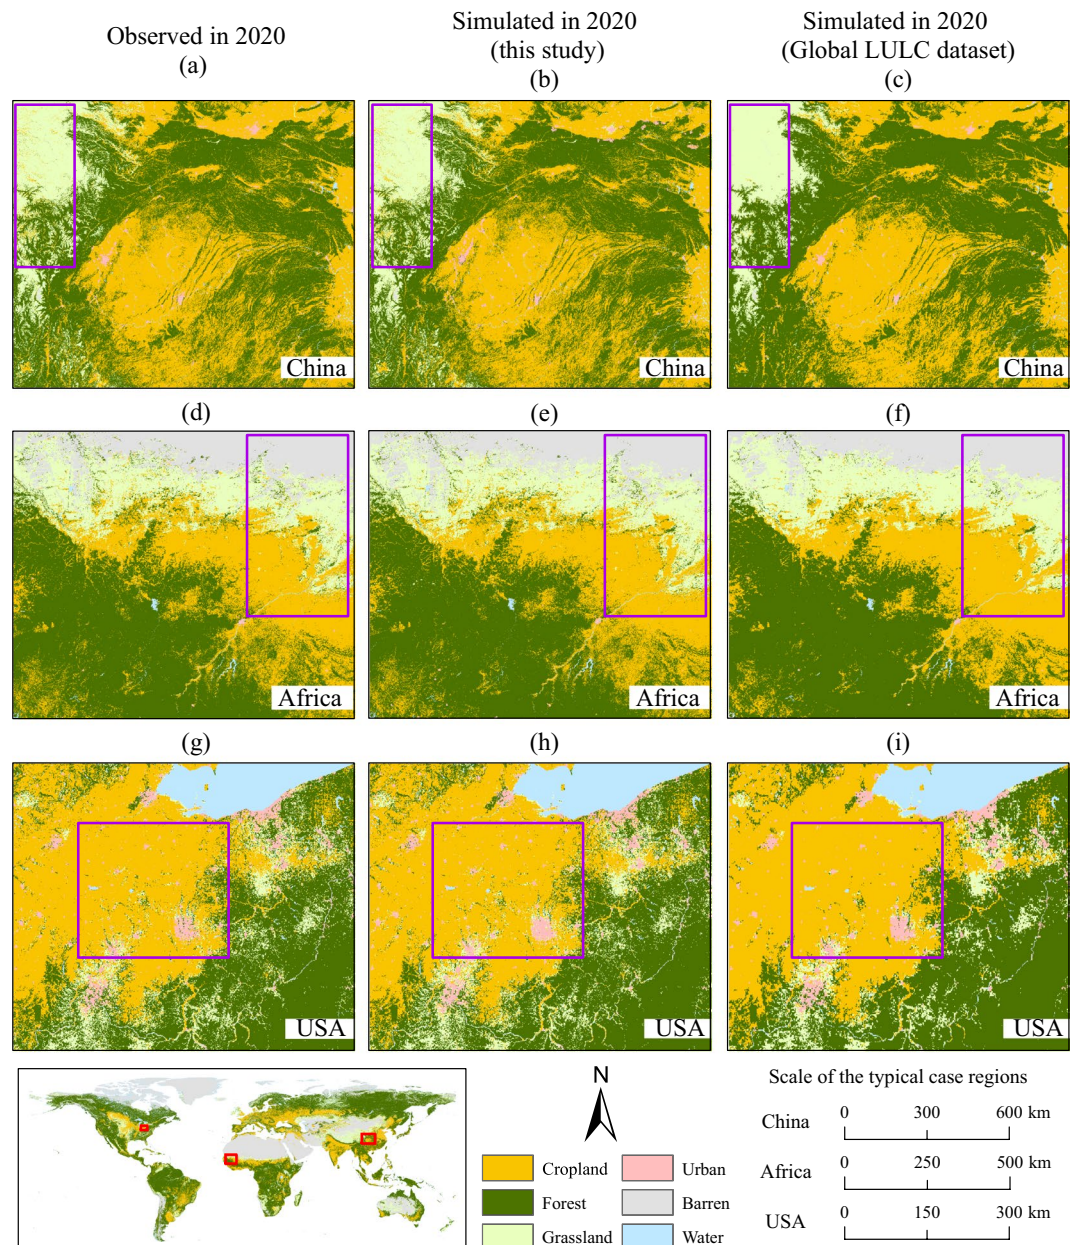 Observed in 2020
(a)
Simulated in 2020
(this study)
(b)
Simulated in 2020
(Global LULC dataset)
(c)
China
China
China
(d)
(e)
(f)
Africa
Africa
Africa
(g)
(h)
(i)
USA
USA
USA
N
Cropland
Urban
Forest
Barren
Grassland
Water
Scale of the typical case regions
China
0 300 600 km
Africa
0 250 500 km
USA
0 150 300 km